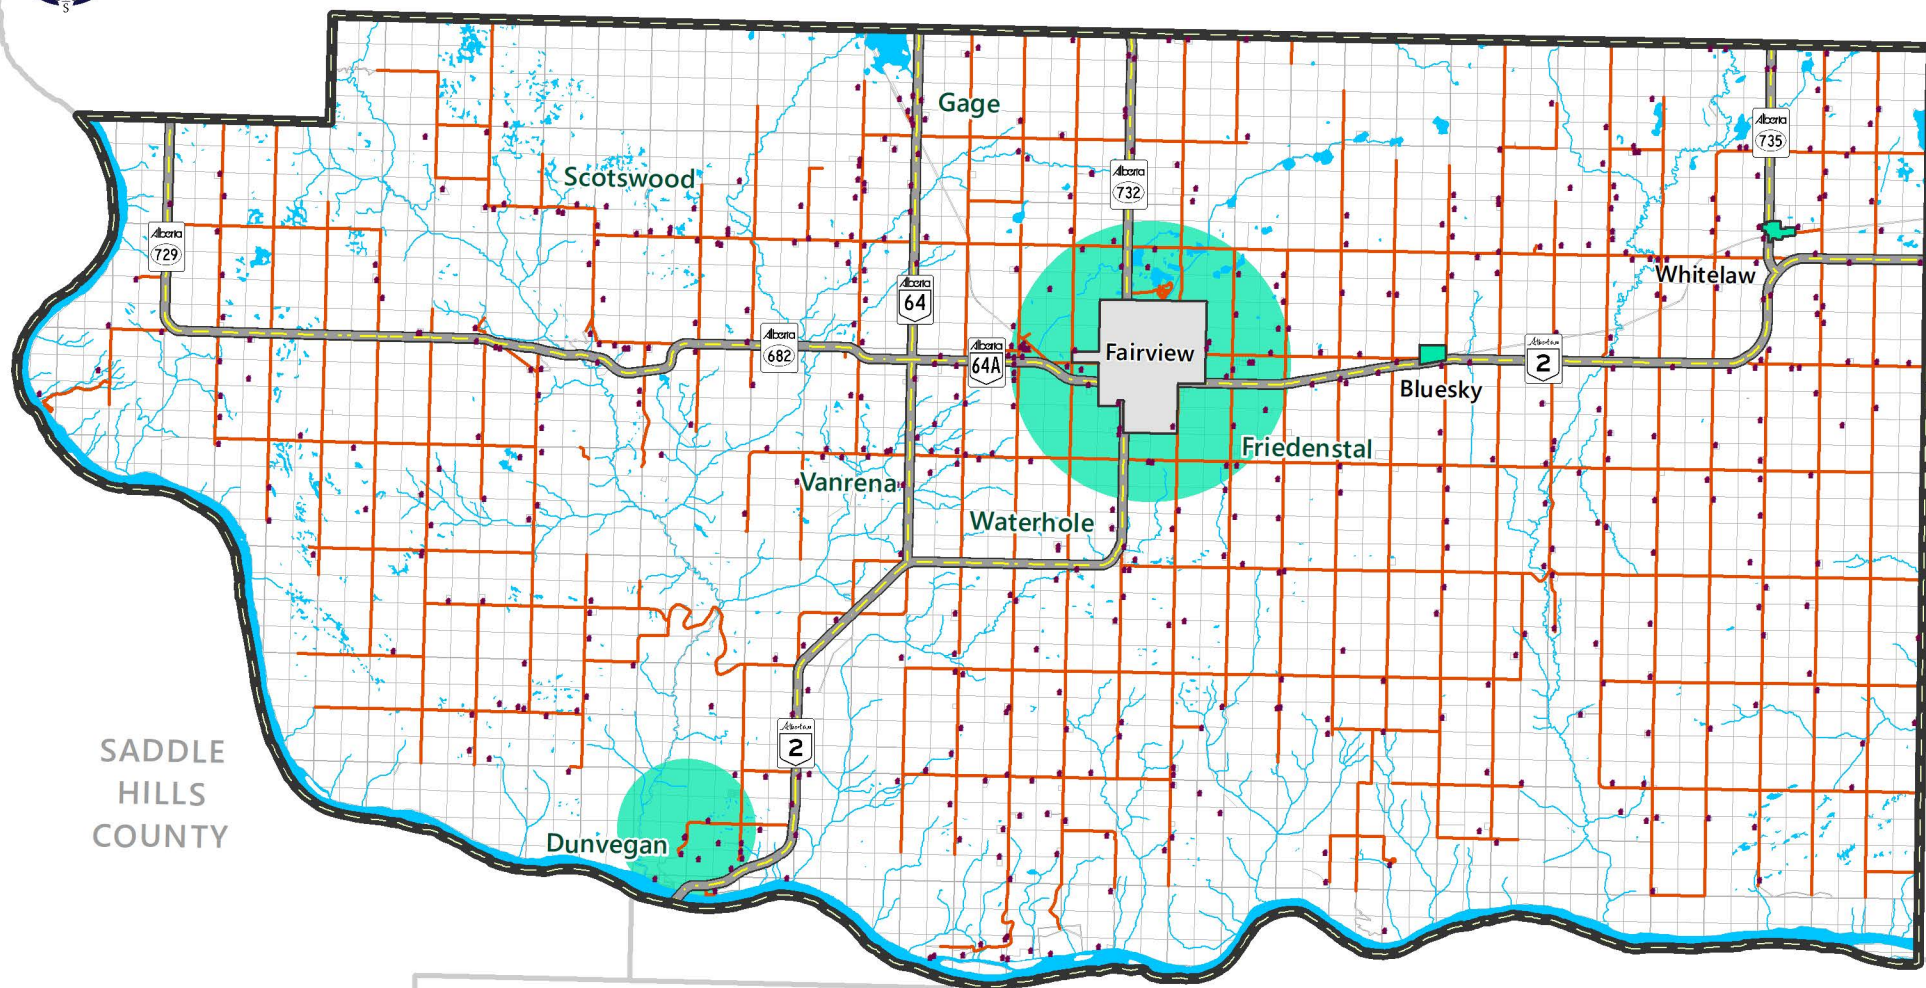 S
Gage
Alberta
735
Scotswood
Alberta
732
Alberta
729
Whitelaw
Alberta
64
Alberta
682
Alberta
64A
Fairview
Alberta
2
Bluesky
Friedenstal
Vanrena
Waterhole
Alberta
2
SADDLE
HILLS
COUNTY
Dunvegan